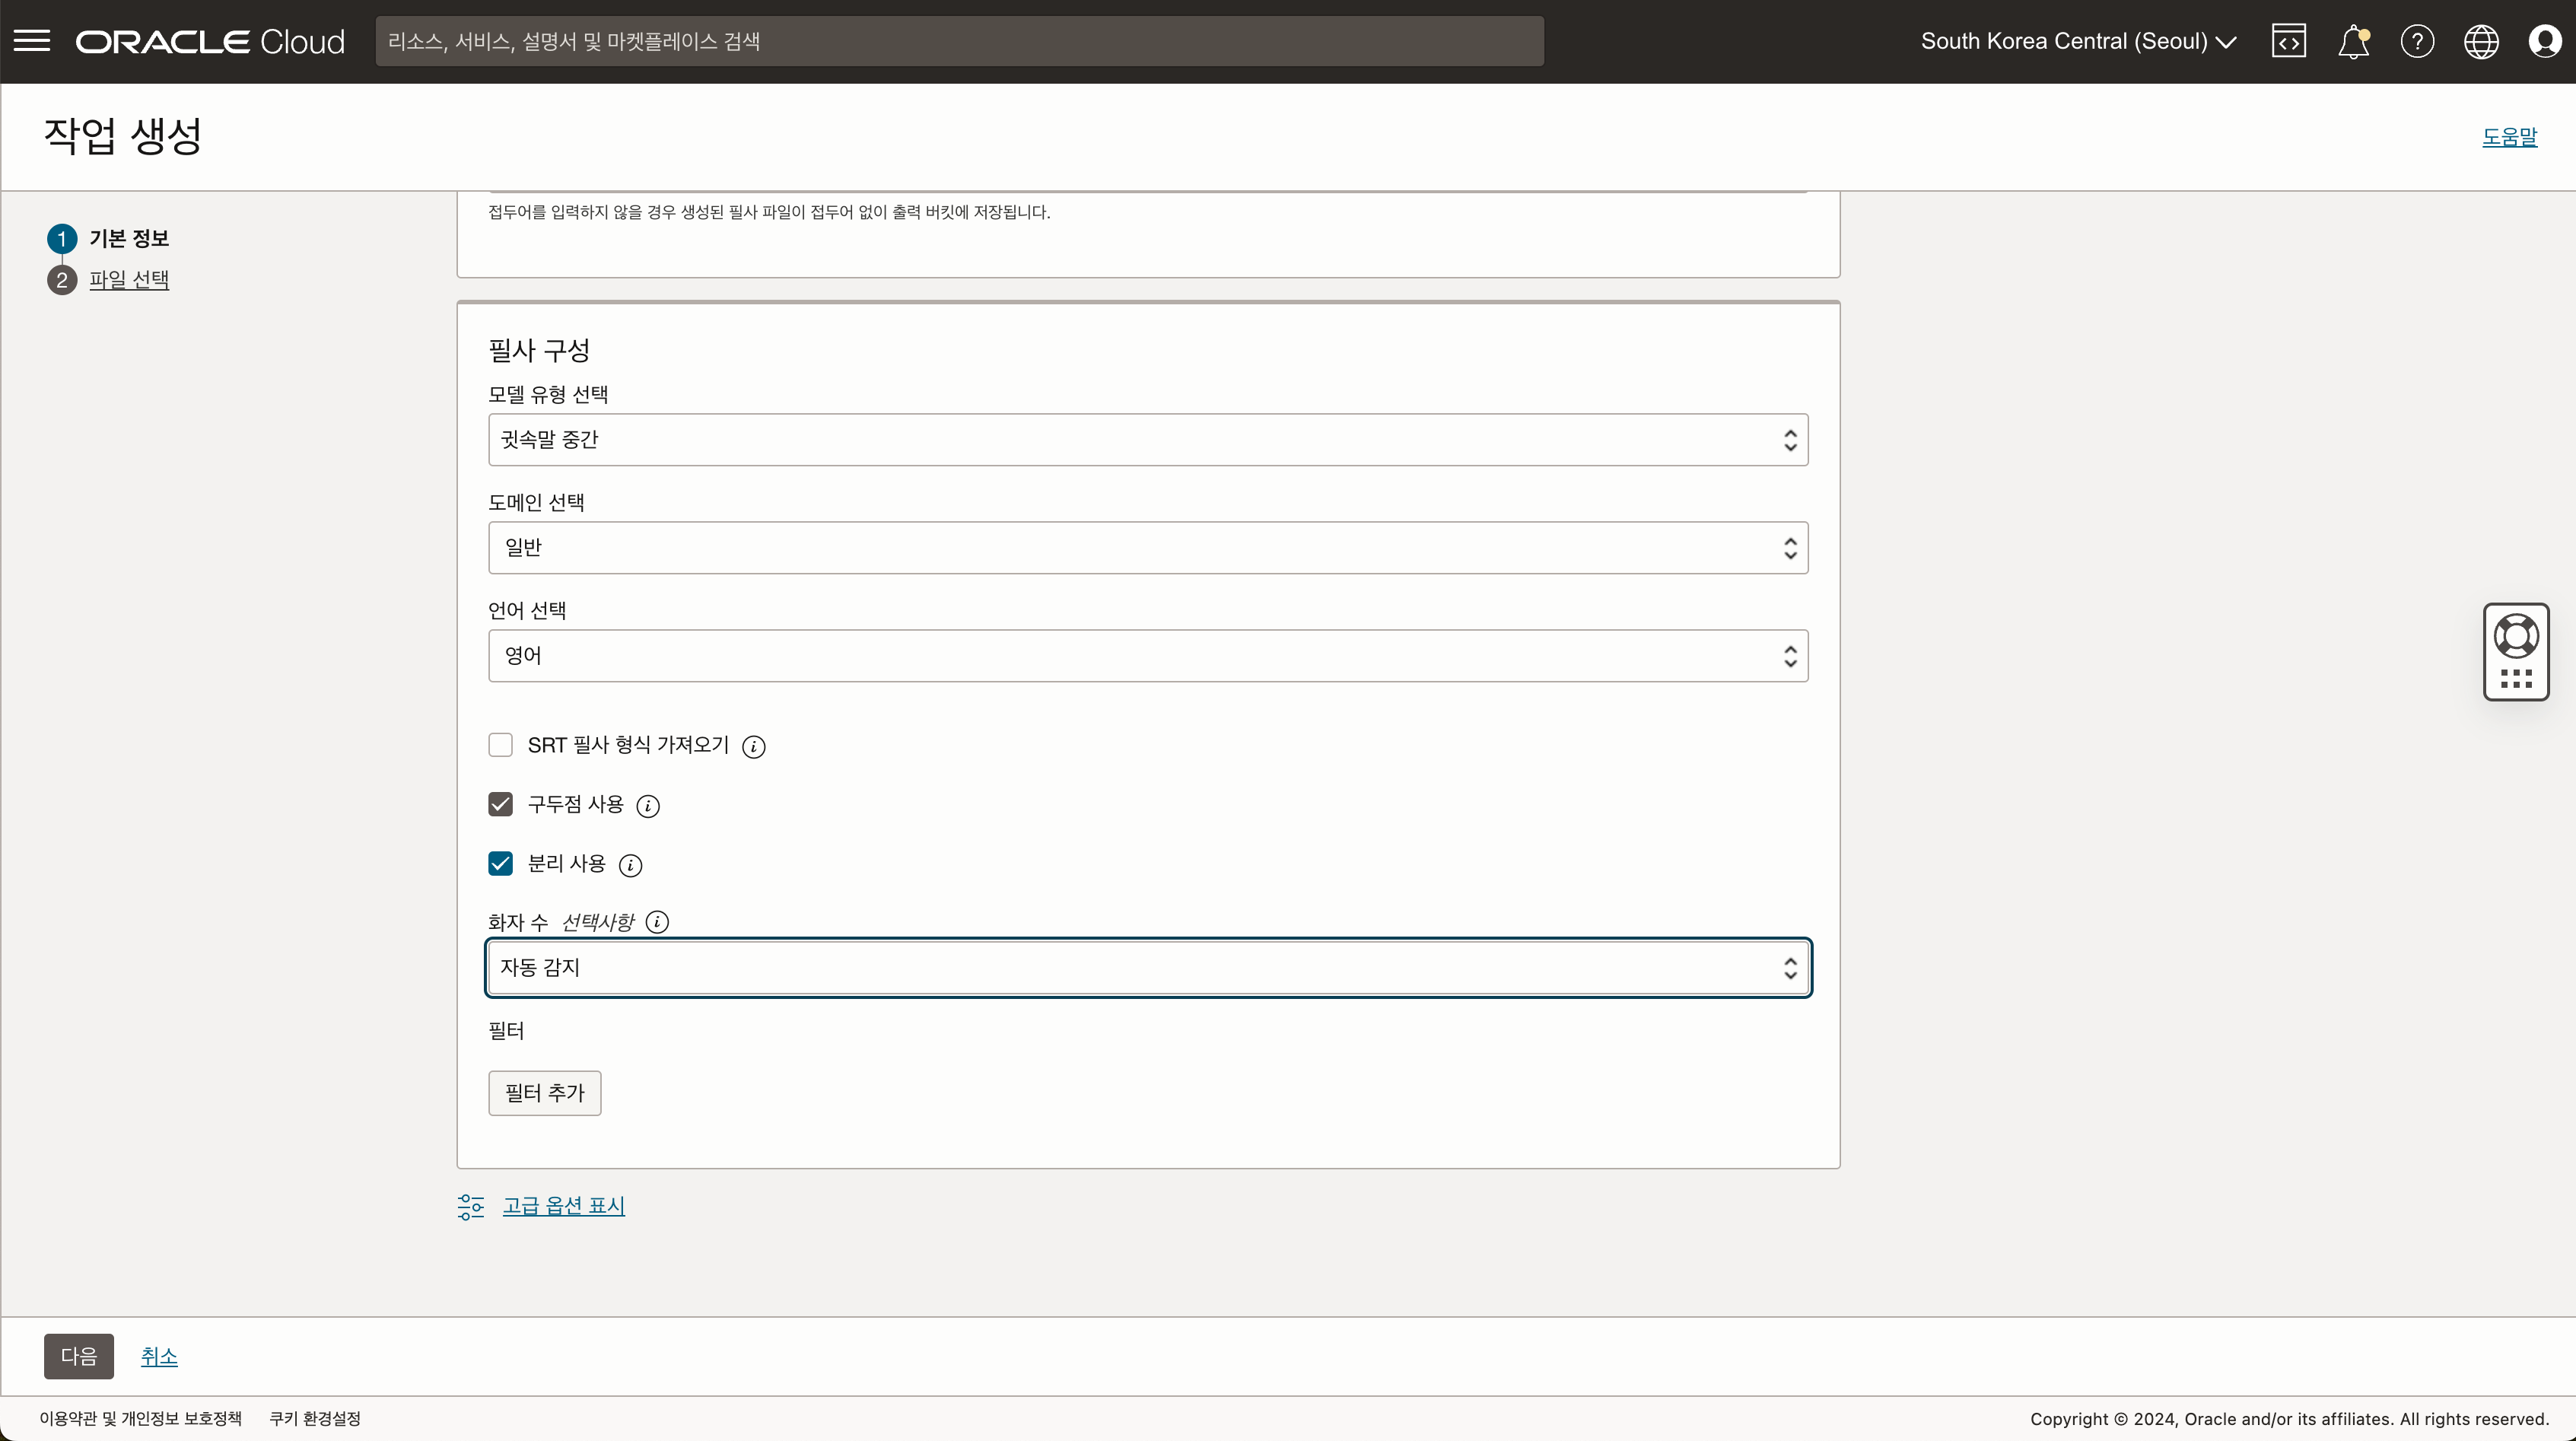 ORACLE Cloud
리소스, 서비스, 설명서 및 마켓플레이스 검색
South Korea Central (Seoul)
작업 생성
도움말
1 기본 정보
2 파일 선택
접두어를 입력하지 않을 경우 생성된 필사 파일이 접두어 없이 출력 버킷에 저장됩니다.
필사 구성
모델 유형 선택
귓속말 중간
도메인 선택
일반
언어 선택
영어
SRT 필사 형식 가져오기
구두점 사용
분리 사용
화자 수 선택사항
자동 감지
필터
필터 추가
고급 옵션 표시
다음
취소
이용약관 및 개인정보 보호정책 쿠키 환경설정
Copyright © 2024, Oracle and/or its affiliates. All rights reserved.